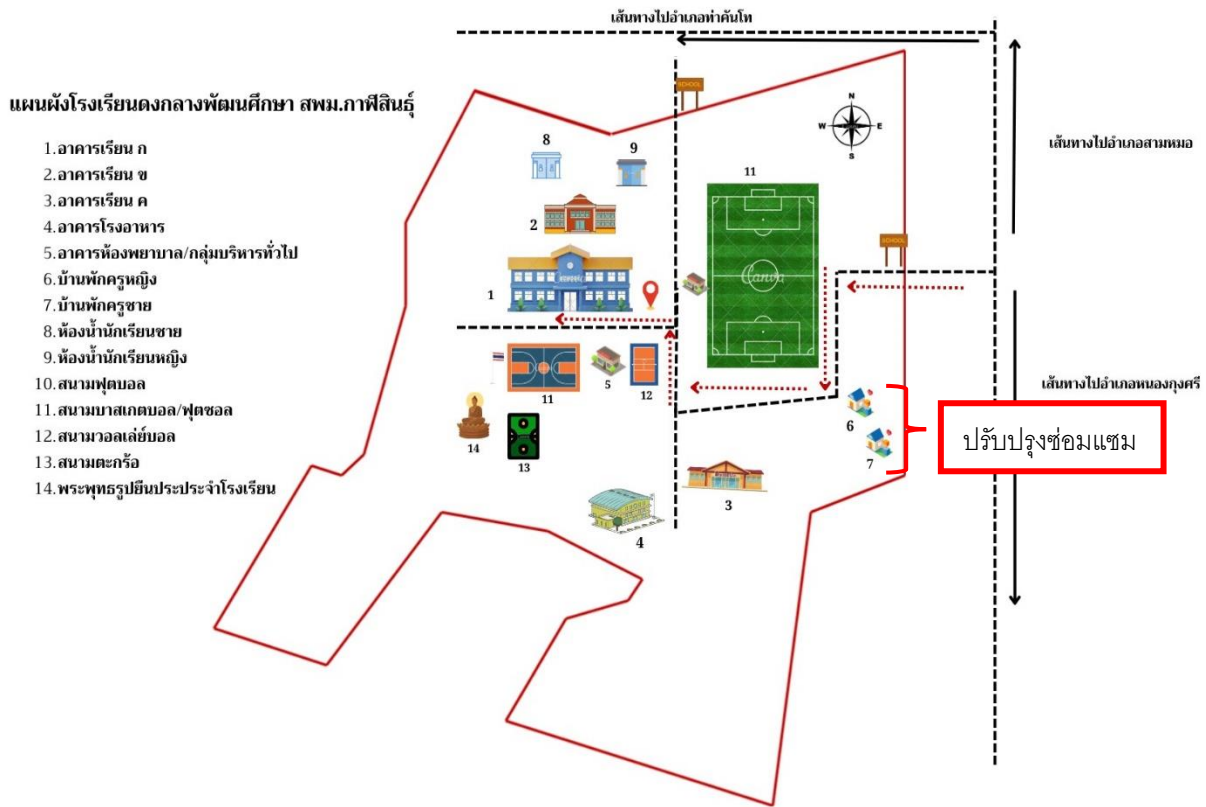 เส้นทางไปอำเภอท่าคันโท
แผนผังโรงเรียนดงกลางพัฒนศึกษา สพม.กาฬสินธุ์
1.อาคารเรียน ก
2.อาคารเรียน ข
3.อาคารเรียน ค
4.อาคารโรงอาหาร
5.อาคารห้องพยาบาล/กลุ่มบริหารทั่วไป
6.บ้านพักครูหญิง
7.บ้านพักครูชาย
8.ห้องน้ำนักเรียนชาย
9.ห้องน้ำนักเรียนหญิง
10.สนามฟุตบอล
11.สนามบาสเกตบอล/ฟุตซอล
12.สนามวอลเล่ย์บอล
13.สนามตะกร้อ
14.พระพุทธรูปยืนประประจำโรงเรียน
SCHOOL
N
W E
S
เส้นทางไปอำเภอสามหมอ
8
9
11
2
SCHOOL
Canva
SCHOOL
1
เส้นทางไปอำเภอหนองกุงศรี
11
5
12
6
ปรับปรุงซ่อมแซม
14
13
7
3
4